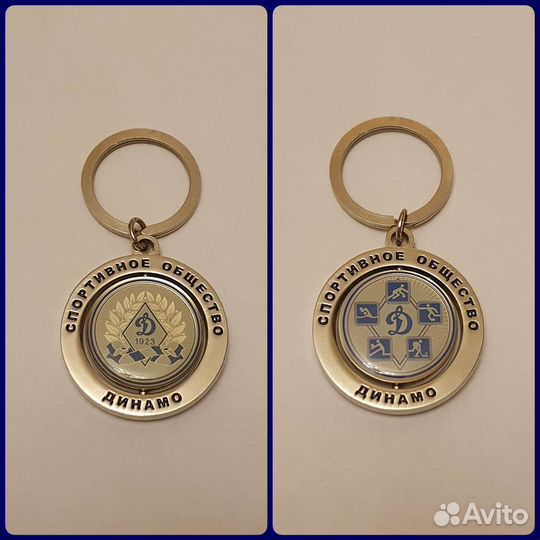 СПОРТИВНОЕ ОБЩЕСТВО
Д
1923
ДИНАМО
СПОРТИВНОЕ ОБЩЕСТВО
Д
ДИНАМО
Avito